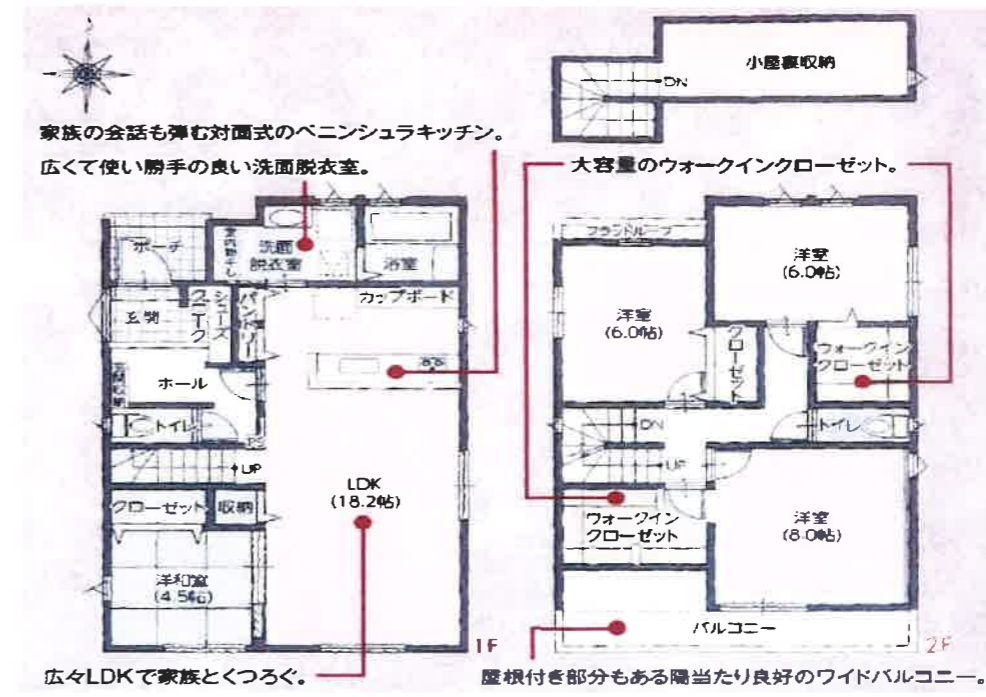 小屋裏収納
DN
家族の会話も弾む対面式のペニンシュラキッチン。
広くて使い勝手の良い洗面脱衣室。
大容量のウォークインクローゼット。
ポーチ
室内物干し
洗面
脱衣室
浴室
玄関
シューズ
クローク
パントリー
カップボード
ホール
トイレ
PS
UP
LDK
(18.2帖)
クローゼット
収納
洋和室
(4.5帖)
1F
グランドルーフ
洋室
(6.0帖)
洋室
(6.0帖)
クローゼット
ウォークイン
クローゼット
DN
トイレ
UP
ウォークイン
クローゼット
洋室
(8.0帖)
バルコニー
2F
広々LDKで家族とくつろぐ。
屋根付き部分もある陽当たり良好のワイドバルコニー。